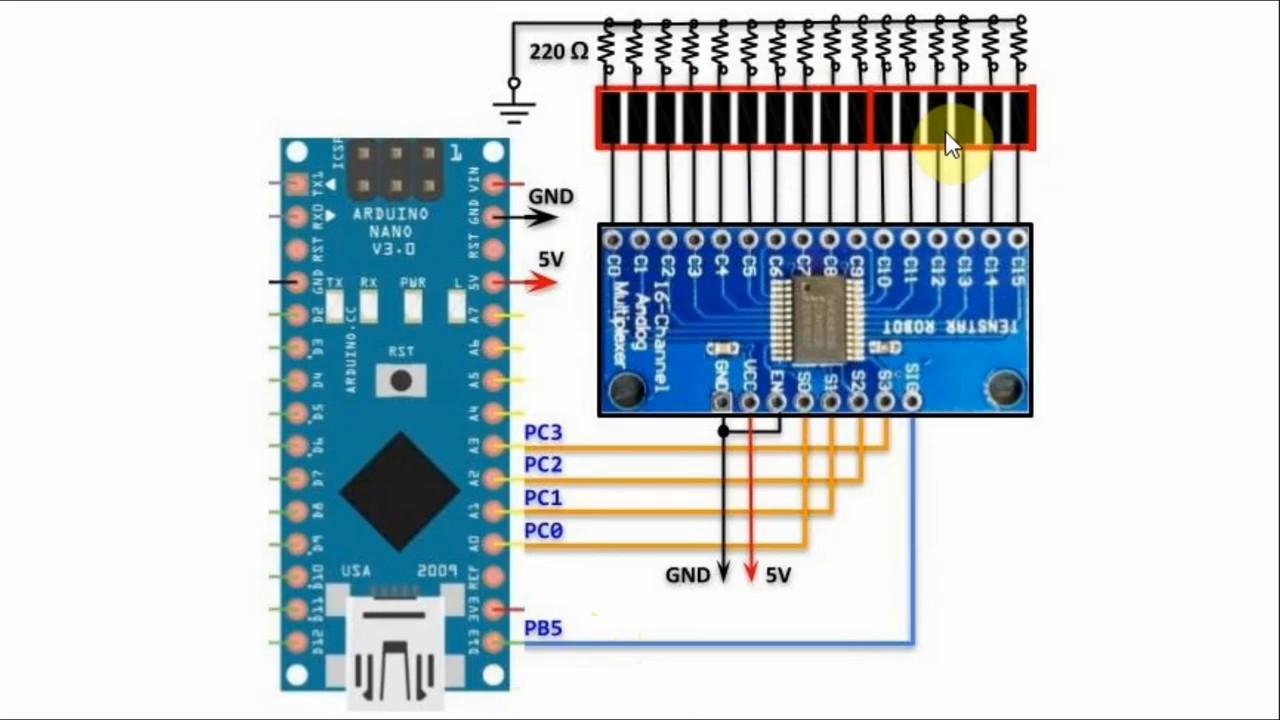 220 Ω
ICSP
1
TX1
RX0
RST
GND
D2
D3
D4
D5
D6
D7
D8
D9
D10
D11
D12
ARDUINO
NANO
V3.0
TX
RX
PWR
L
ARDUINO.CC
RST
USA
2009
VIN
GND
RST
5V
A7
A6
A5
A4
A3
A2
A1
A0
REF
3V3
D13
GND
5V
PC3
PC2
PC1
PC0
PB5
C0
C1
C2
C3
C4
C5
C6
C7
C8
C9
C10
C11
C12
C13
C14
C15
16-Channel
Analog
Multiplexer
TENSTAR ROBOT
GND
VCC
EN
S0
S1
S2
S3
SIG
GND
5V